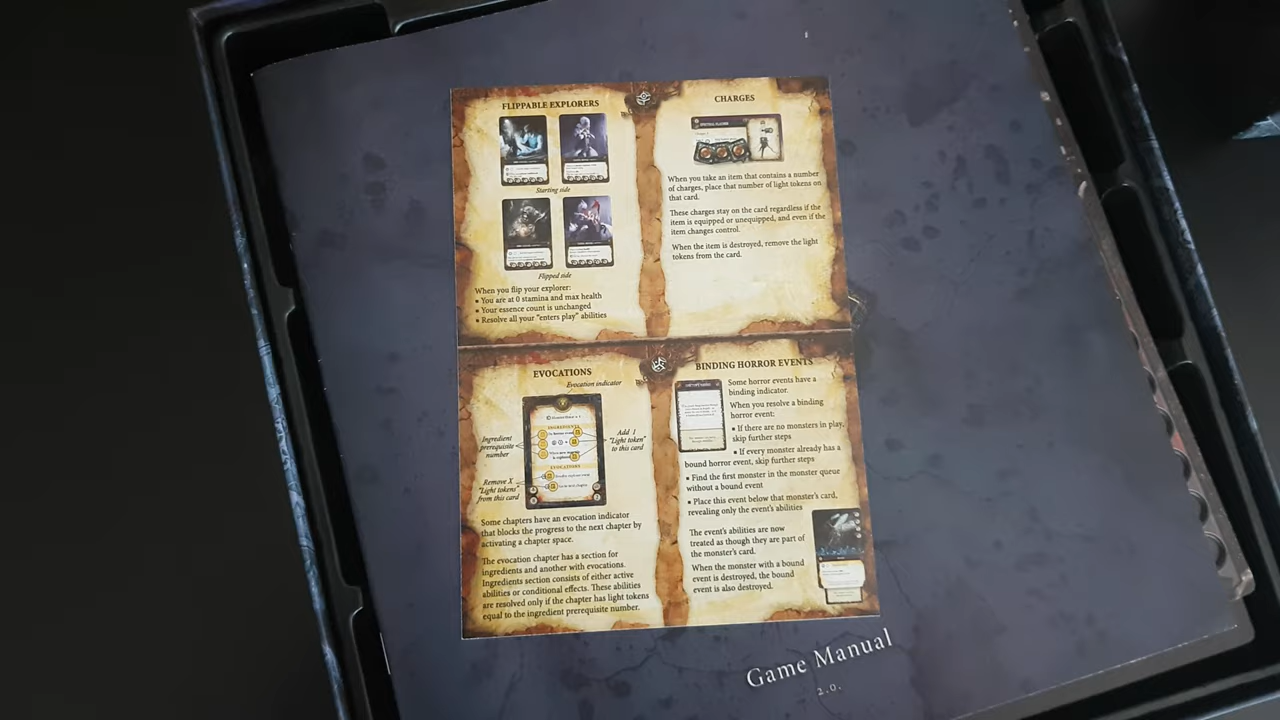 FLIPPABLE EXPLORERS
Starting side
Flipped side
When you flip your explorer:
▪ You are at 0 stamina and max health
▪ Your essence count is unchanged
▪ Resolve all your "enters play" abilities
CHARGES
When you take an item that contains a number
of charges, place that number of light tokens on
that card.
These charges stay on the card regardless if the
item is equipped or unequipped, and even if the
item changes control.
When the item is destroyed, remove the light
tokens from the card.
EVOCATIONS
Evocation indicator
INGREDIENTS
EVOCATIONS
Ingredient
prerequisite
number
Add 1
"Light token"
to this card
Remove X
"Light tokens"
from this card
Some chapters have an evocation indicator
that blocks the progress to the next chapter by
activating a chapter space.
The evocation chapter has a section for
ingredients and another with evocations.
Ingredients section consists of either active
abilities or conditional effects. These abilities
are resolved only if the chapter has light tokens
equal to the ingredient prerequisite number.
BINDING HORROR EVENTS
Some horror events have a
binding indicator.
When you resolve a binding
horror event:
▪ If there are no monsters in play,
skip further steps
▪ If every monster already has a
bound horror event, skip further steps
▪ Find the first monster in the monster queue
without a bound event
▪ Place this event below that monster's card,
revealing only the event's abilities
The event's abilities are now
treated as though they are part of
the monster's card.
When the monster with a bound
event is destroyed, the bound
event is also destroyed.
Game Manual
2.0.